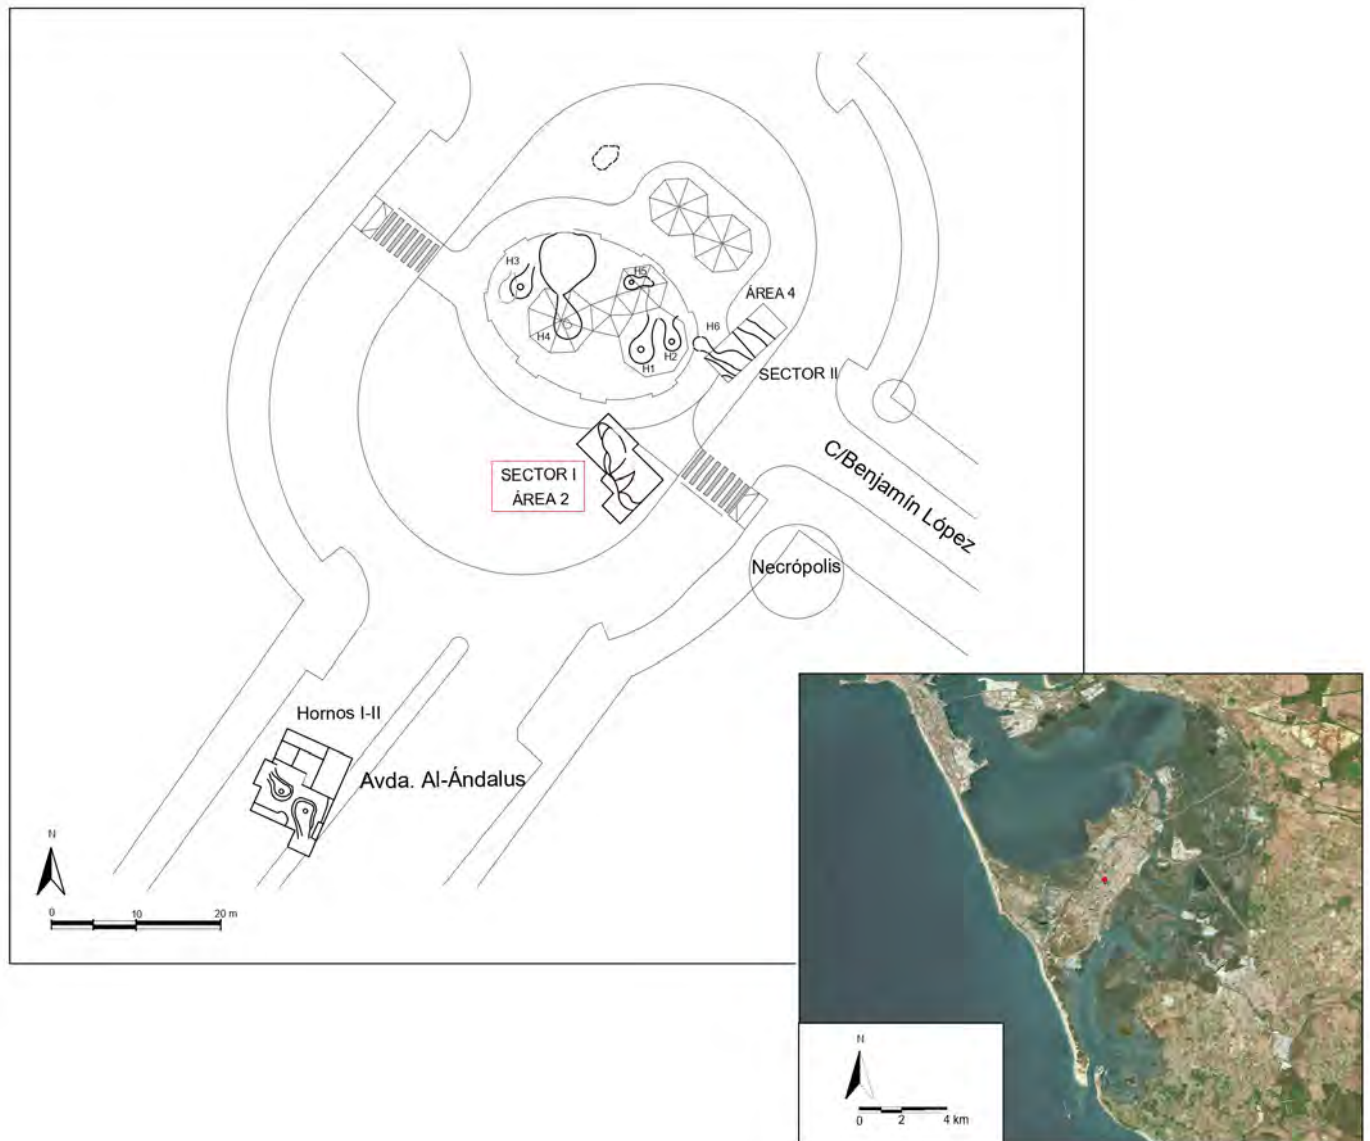 H3
H5
H4
H1
H2
H6
ÁREA 4
SECTOR II
SECTOR I
ÁREA 2
C/Benjamín López
Necrópolis
Hornos I-II
Avda. Al-Ándalus
N
0 10 20 m
N
0 2 4 km